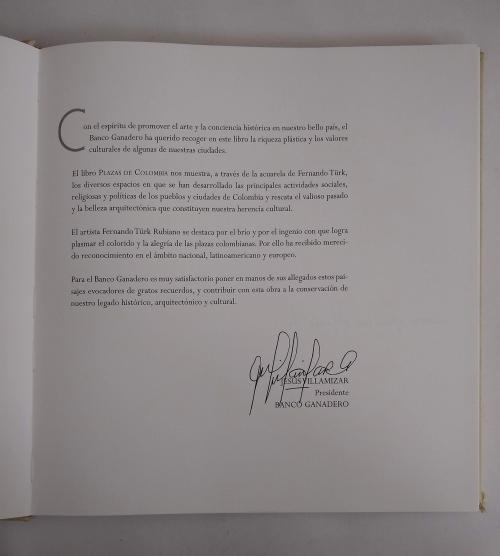 Con el espíritu de promover el arte y la conciencia histórica en nuestro bello país, el
Banco Ganadero ha querido recoger en este libro la riqueza plástica y los valores
culturales de algunas de nuestras ciudades.
El libro PLAZAS DE COLOMBIA nos muestra, a través de la acuarela de Fernando Türk,
los diversos espacios en que se han desarrollado las principales actividades sociales,
religiosas y políticas de los pueblos y ciudades de Colombia y rescata el valioso pasado
y la belleza arquitectónica que constituyen nuestra herencia cultural.
El artista Fernando Türk Rubiano se destaca por el brío y por el ingenio con que logra
plasmar el colorido y la alegría de las plazas colombianas. Por ello ha recibido mereci-
do reconocimiento en el ámbito nacional, latinoamericano y europeo.
Para el Banco Ganadero es muy satisfactorio poner en manos de sus allegados estos pai-
sajes evocadores de gratos recuerdos, y contribuir con esta obra a la conservación de
nuestro legado histórico, arquitectónico y cultural.
JESÚS VILLAMIZAR
Presidente
BANCO GANADERO